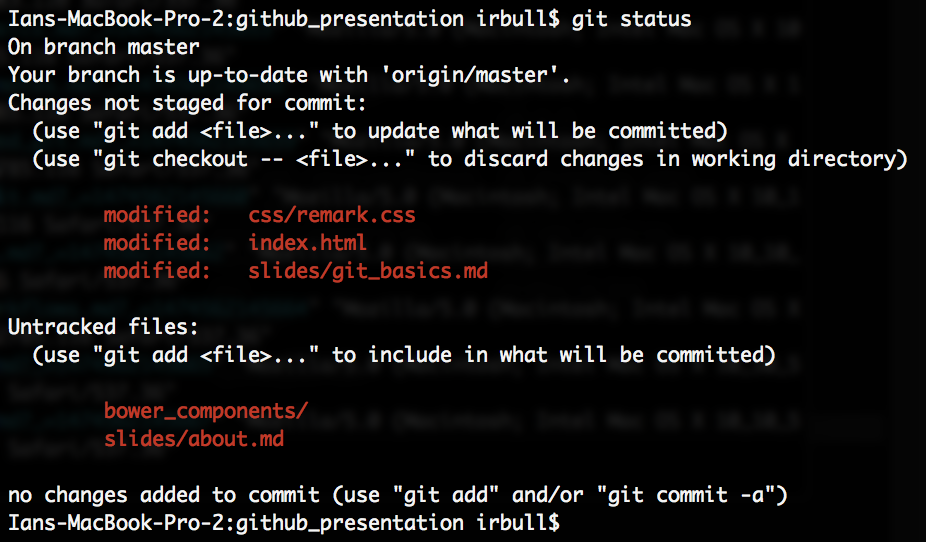 Ians-MacBook-Pro-2:github_presentation irbull$ git status
On branch master
Your branch is up-to-date with 'origin/master'.
Changes not staged for commit:
  (use "git add <file>..." to update what will be committed)
  (use "git checkout -- <file>..." to discard changes in working directory)

        modified:   css/remark.css
        modified:   index.html
        modified:   slides/git_basics.md

Untracked files:
  (use "git add <file>..." to include in what will be committed)

        bower_components/
        slides/about.md

no changes added to commit (use "git add" and/or "git commit -a")
Ians-MacBook-Pro-2:github_presentation irbull$